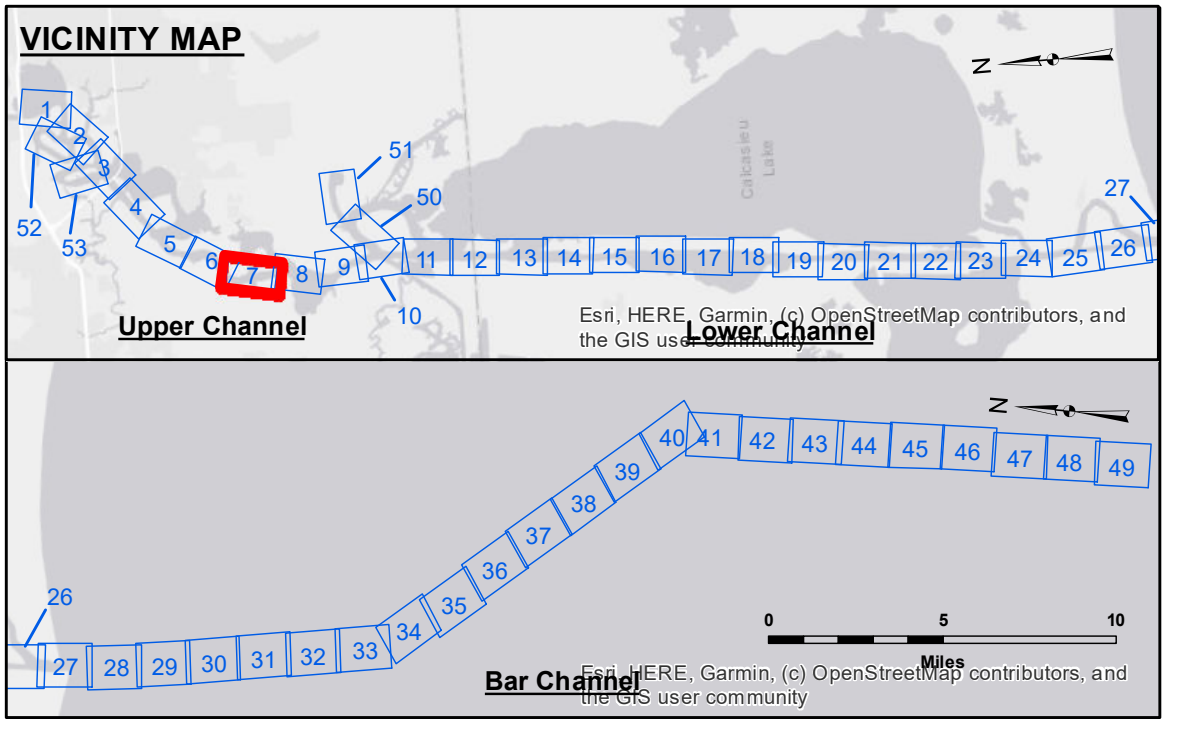 VICINITY MAP
N
1
2
3
52
53
4
5
6
7
8
9
10
51
50
11 12 13 14 15 16 17 18 19 20 21 22 23 24 25 26
27
Calcasieu
Lake
Upper Channel
Lower Channel
Esri, HERE, Garmin, (c) OpenStreetMap contributors, and
the GIS user community
N
26
27 28 29 30 31 32 33 34 35 36 37 38 39 40 41 42 43 44 45 46 47 48 49
0 5 10
Miles
Bar Channel
Esri, HERE, Garmin, (c) OpenStreetMap contributors, and
the GIS user community